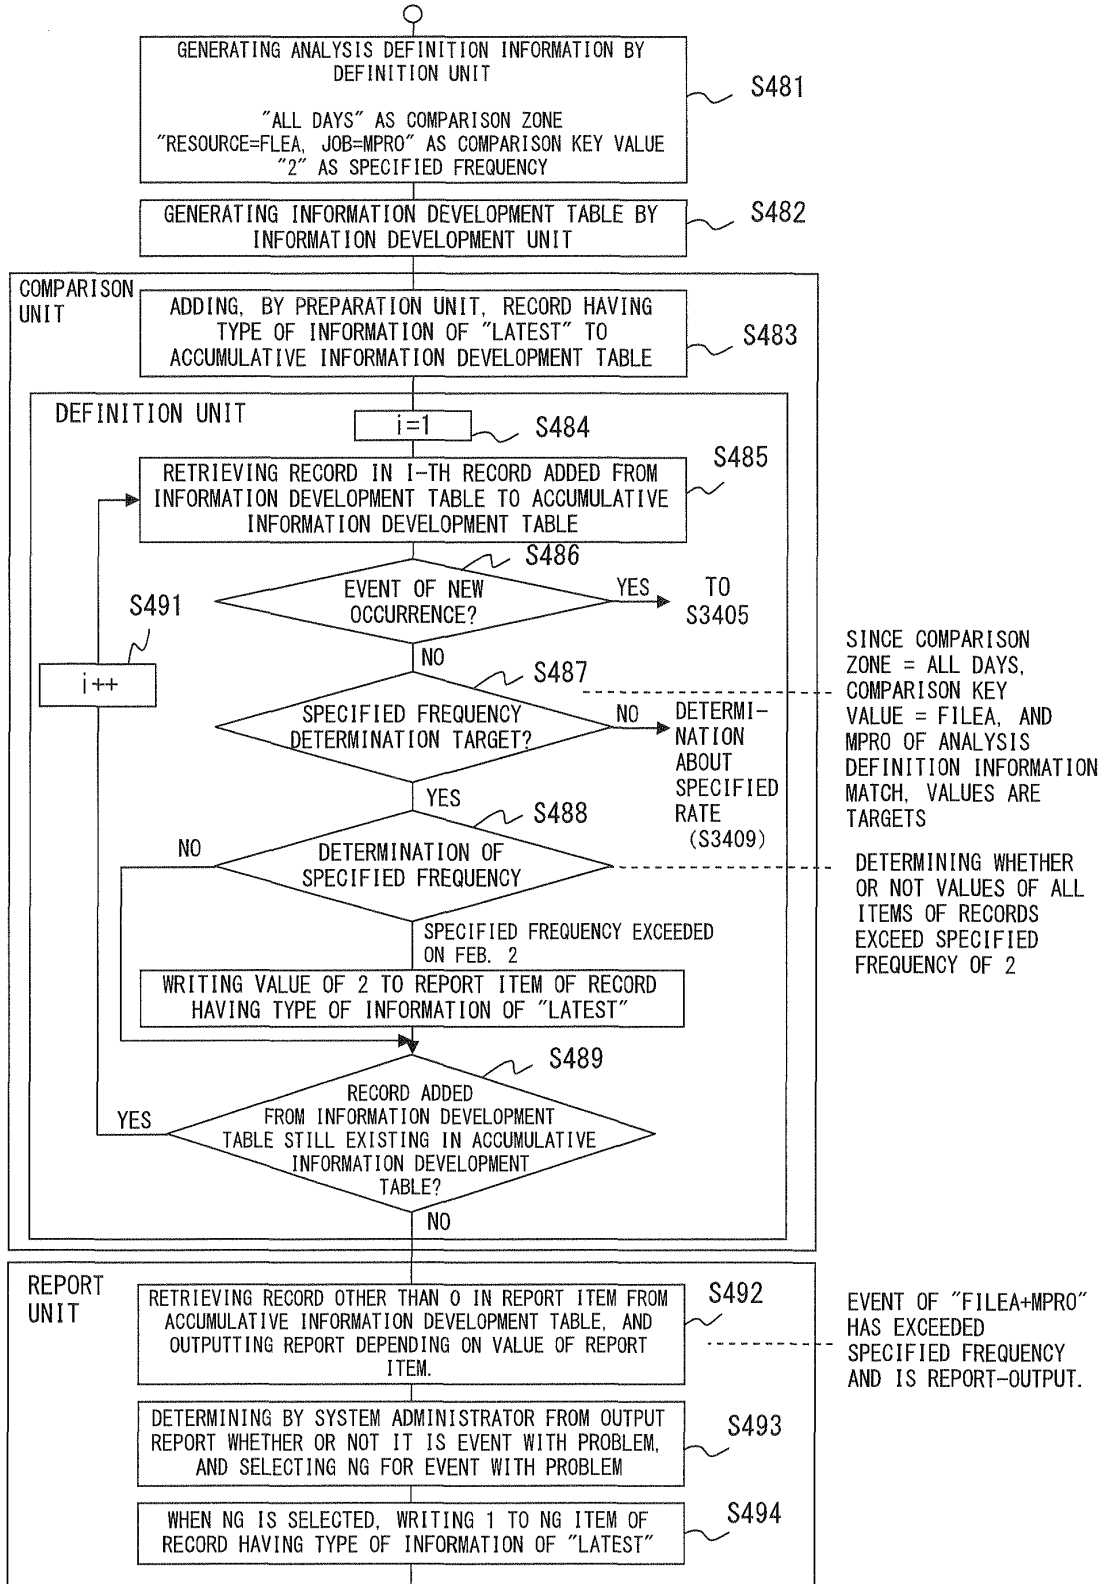 GENERATING ANALYSIS DEFINITION INFORMATION BY
DEFINITION UNIT
"ALL DAYS" AS COMPARISON ZONE
"RESOURCE=FLEA, JOB=MPRO" AS COMPARISON KEY VALUE
"2" AS SPECIFIED FREQUENCY
S481
GENERATING INFORMATION DEVELOPMENT TABLE BY
INFORMATION DEVELOPMENT UNIT
S482
COMPARISON
UNIT
ADDING, BY PREPARATION UNIT, RECORD HAVING
TYPE OF INFORMATION OF "LATEST" TO
ACCUMULATIVE INFORMATION DEVELOPMENT TABLE
S483
DEFINITION UNIT
i=1
S484
RETRIEVING RECORD IN I-TH RECORD ADDED FROM
INFORMATION DEVELOPMENT TABLE TO ACCUMULATIVE
INFORMATION DEVELOPMENT TABLE
S485
S486
EVENT OF NEW
OCCURRENCE?
YES
TO
S3405
NO
S491
i++
S487
SPECIFIED FREQUENCY
DETERMINATION TARGET?
NO
DETERMI-
NATION
ABOUT
SPECIFIED
RATE
(S3409)
YES
SINCE COMPARISON
ZONE = ALL DAYS,
COMPARISON KEY
VALUE = FILEA, AND
MPRO OF ANALYSIS
DEFINITION INFORMATION
MATCH, VALUES ARE
TARGETS
S488
DETERMINATION OF
SPECIFIED FREQUENCY
NO
DETERMINING WHETHER
OR NOT VALUES OF ALL
ITEMS OF RECORDS
EXCEED SPECIFIED
FREQUENCY OF 2
SPECIFIED FREQUENCY EXCEEDED
ON FEB. 2
WRITING VALUE OF 2 TO REPORT ITEM OF RECORD
HAVING TYPE OF INFORMATION OF "LATEST"
S489
RECORD ADDED
FROM INFORMATION DEVELOPMENT
TABLE STILL EXISTING IN ACCUMULATIVE
INFORMATION DEVELOPMENT
TABLE?
YES
NO
REPORT
UNIT
RETRIEVING RECORD OTHER THAN 0 IN REPORT ITEM FROM
ACCUMULATIVE INFORMATION DEVELOPMENT TABLE, AND
OUTPUTTING REPORT DEPENDING ON VALUE OF REPORT
ITEM.
S492
EVENT OF "FILEA+MPRO"
HAS EXCEEDED
SPECIFIED FREQUENCY
AND IS REPORT-OUTPUT.
DETERMINING BY SYSTEM ADMINISTRATOR FROM OUTPUT
REPORT WHETHER OR NOT IT IS EVENT WITH PROBLEM,
AND SELECTING NG FOR EVENT WITH PROBLEM
S493
WHEN NG IS SELECTED, WRITING 1 TO NG ITEM OF
RECORD HAVING TYPE OF INFORMATION OF "LATEST"
S494